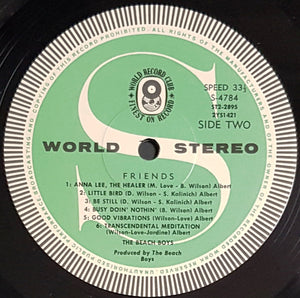 WORLD RECORD CLUB
FINEST ON RECORD
SPEED 33⅓
S-4784
ST2-2895
2YS1421
SIDE TWO
WORLD STEREO
FRIENDS
1: ANNA LEE, THE HEALER (M. Love - B. Wilson) Albert
2: LITTLE BIRD (D. Wilson - S. Kalinich) Albert
3: BE STILL (D. Wilson - S. Kalinich) Albert
4: BUSY DOIN' NOTHIN' (B. Wilson) Albert
5: GOOD VIBRATIONS (Wilson-Love) Albert
6: TRANSCENDENTAL MEDITATION
(Wilson-Love-Jardine) Albert
THE BEACH BOYS
Produced by The Beach
Boys